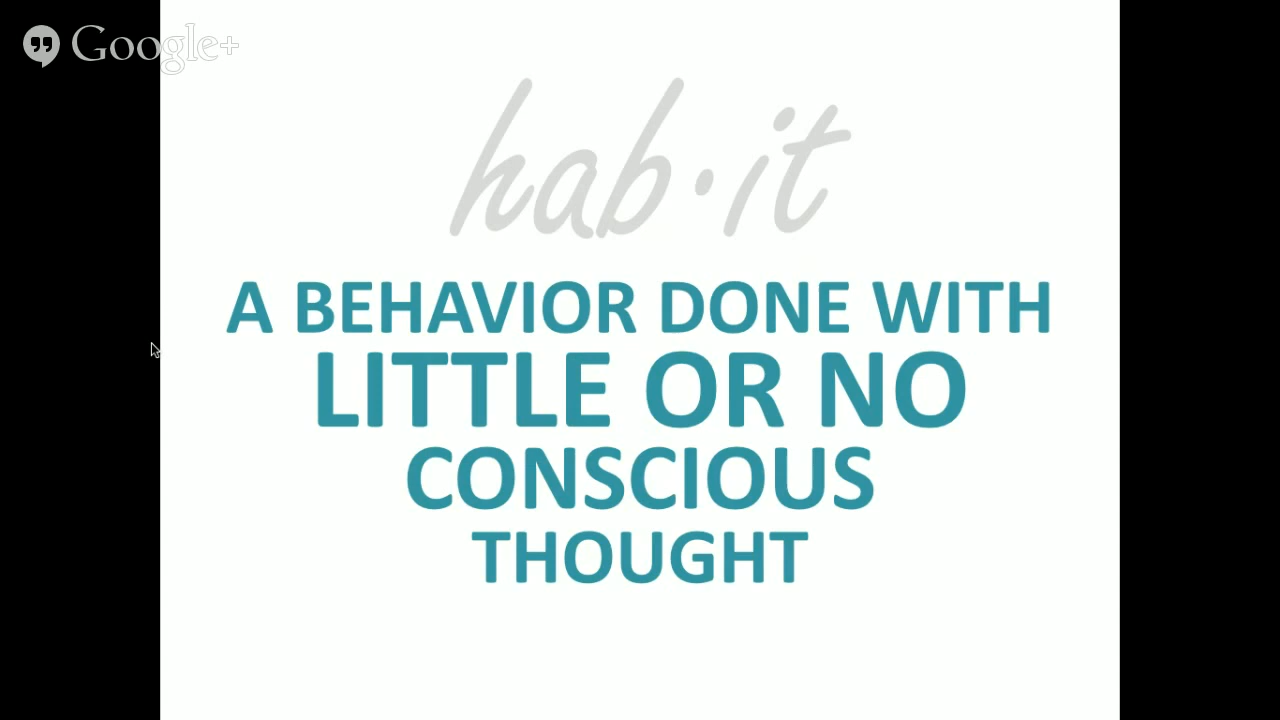 Google+
hab·it
A BEHAVIOR DONE WITH
LITTLE OR NO
CONSCIOUS
THOUGHT